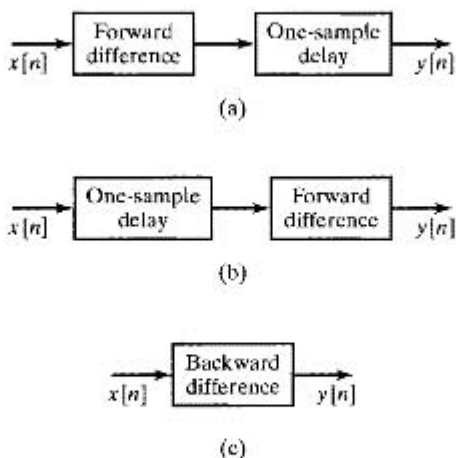 Forward difference
One-sample delay
x[n]
y[n]
(a)
One-sample delay
Forward difference
x[n]
y[n]
(b)
Backward difference
x[n]
y[n]
(c)